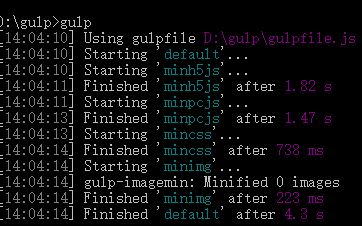 D:\gulp>gulp
[14:04:10] Using gulpfile D:\gulp\gulpfile.js
[14:04:10] Starting 'default'...
[14:04:10] Starting 'minh5js'...
[14:04:11] Finished 'minh5js' after 1.82 s
[14:04:11] Starting 'minpcjs'...
[14:04:13] Finished 'minpcjs' after 1.47 s
[14:04:13] Starting 'mincss'...
[14:04:14] Finished 'mincss' after 738 ms
[14:04:14] Starting 'minimg'...
[14:04:14] gulp-imagemin: Minified 0 images
[14:04:14] Finished 'minimg' after 223 ms
[14:04:14] Finished 'default' after 4.3 s